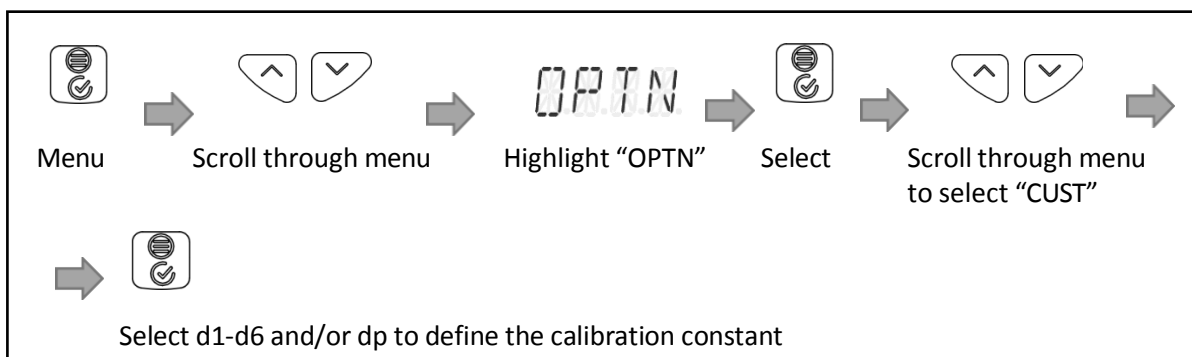 OPTN
Menu
Scroll through menu
Highlight “OPTN”
Select
Scroll through menu
to select “CUST”
Select d1-d6 and/or dp to define the calibration constant